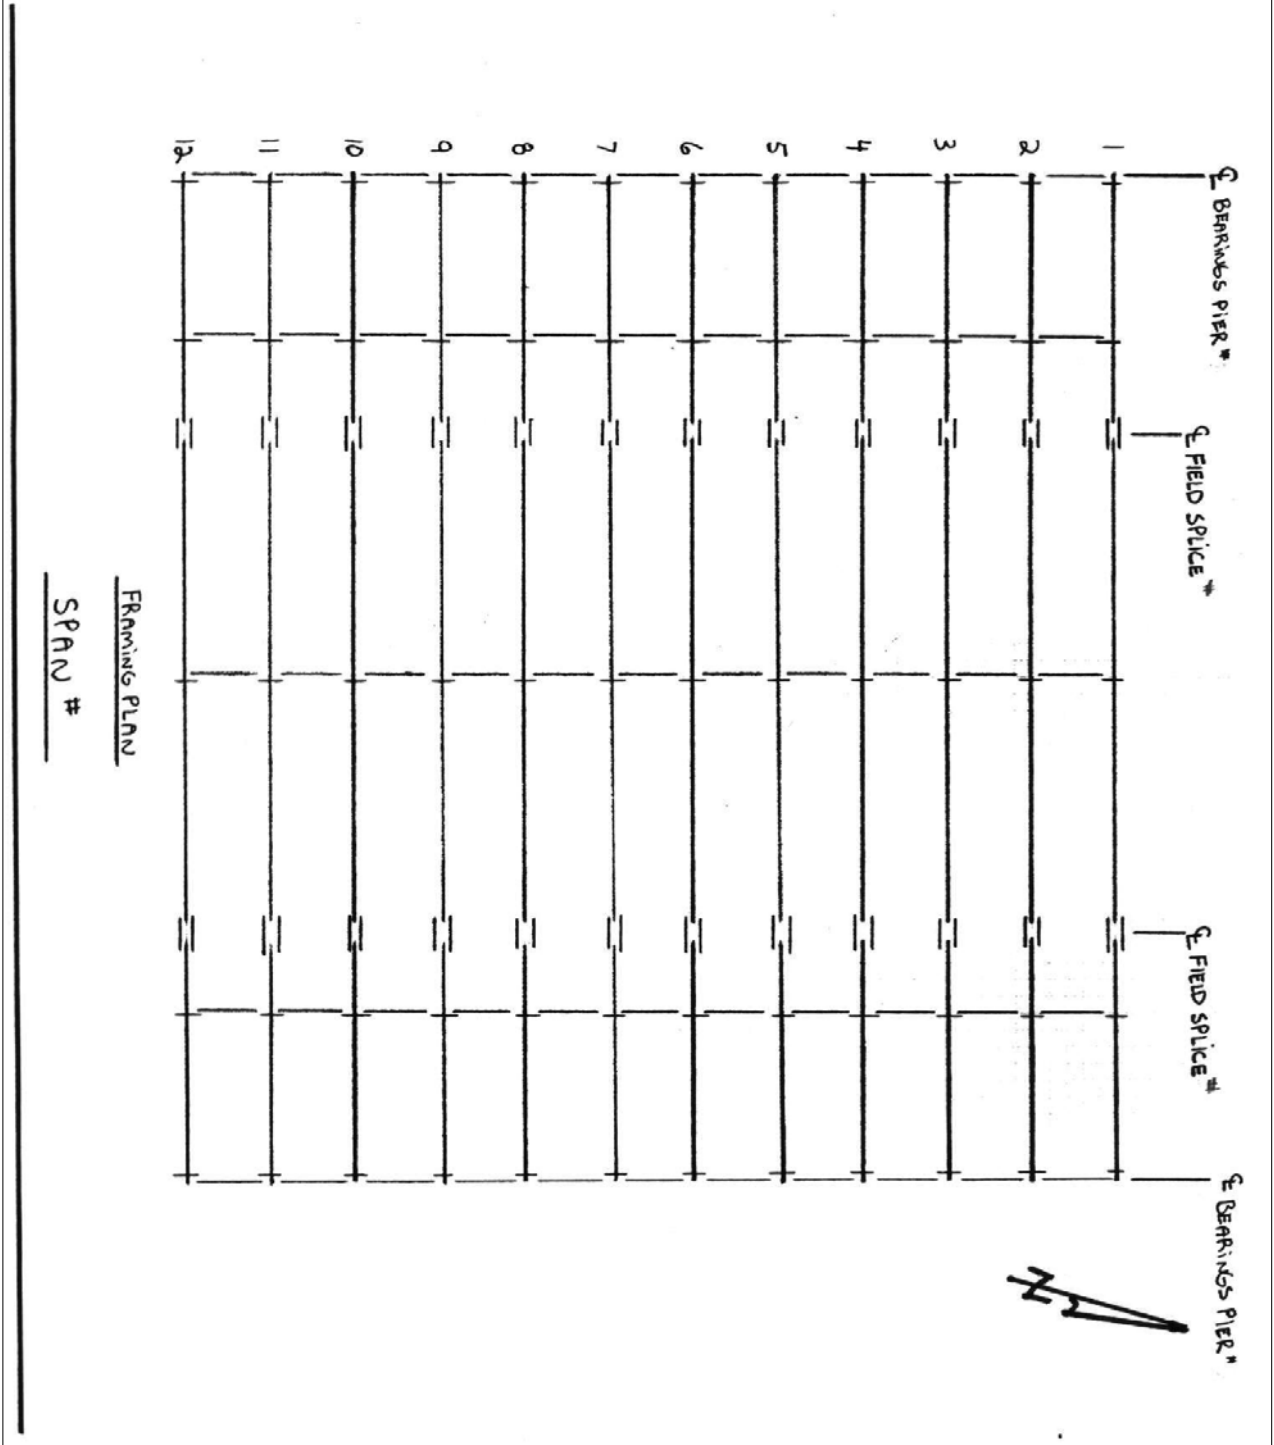 ℄ BEARINGS PIER #
℄ FIELD SPLICE #
℄ FIELD SPLICE #
℄ BEARINGS PIER #
1
2
3
4
5
6
7
8
9
10
11
12
N
FRAMING PLAN
SPAN #